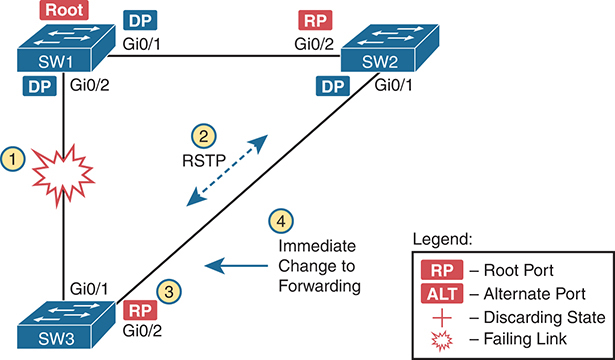 Root
DP
Gi0/1
RP
Gi0/2
SW1
SW2
DP
Gi0/2
DP
Gi0/1
1
2
RSTP
4
Immediate
Change to
Forwarding
Gi0/1
3
RP
Gi0/2
SW3
Legend:
RP – Root Port
ALT – Alternate Port
– Discarding State
– Failing Link